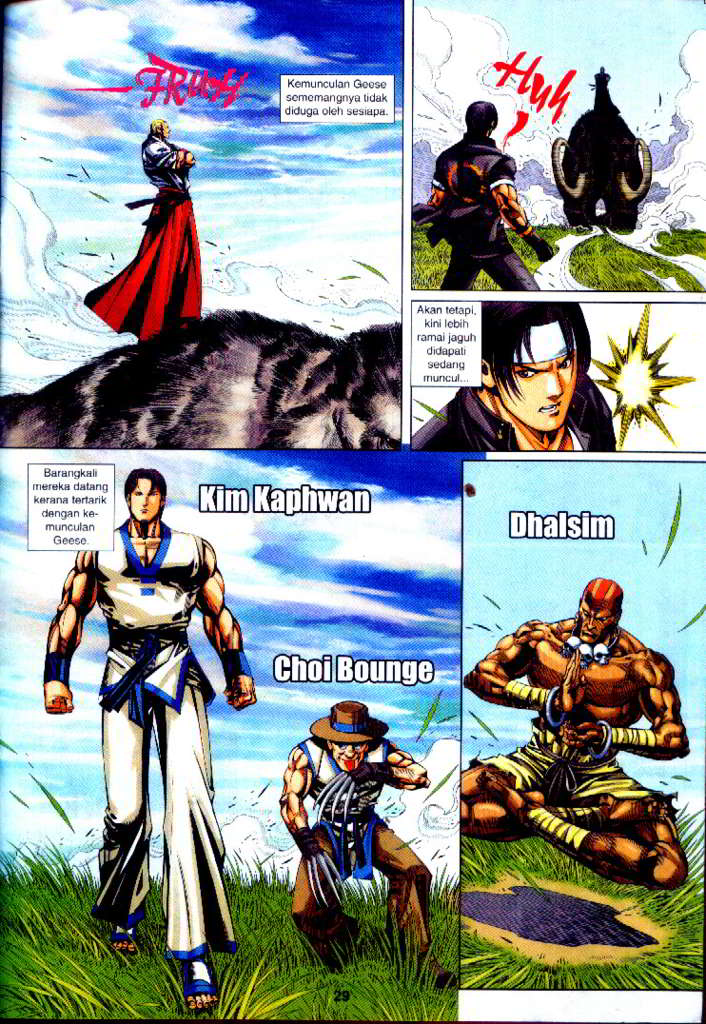 FRUSH
Kemunculan Geese
sememangnya tidak
diduga oleh sesiapa.
Huh
Akan tetapi,
kini lebih
ramai jaguh
didapati
sedang
muncul...
Barangkali
mereka datang
kerana tertarik
dengan ke-
munculan
Geese.
Kim Kaphwan
Choi Bounge
Dhalsim
29